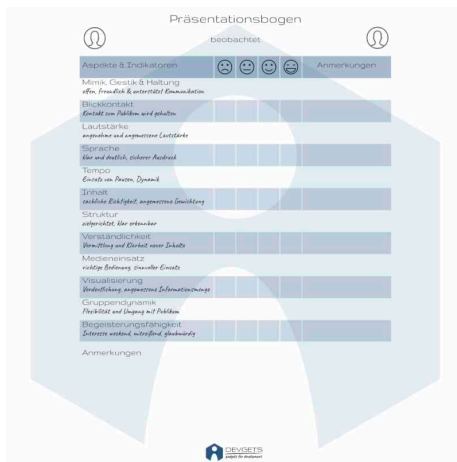 Präsentationsbogen
beobachtet
Aspekte & Indikatoren
Anmerkungen
Mimik, Gestik & Haltung
offen, freundlich & unterstützt Kommunikation
Blickkontakt
Kontakt zum Publikum wird gehalten
Lautstärke
angenehme und angemessene Lautstärke
Sprache
klar und deutlich, sicherer Ausdruck
Tempo
Einsatz von Pausen, Dynamik
Inhalt
sachliche Richtigkeit, angemessene Gewichtung
Struktur
zielgerichtet, klar erkennbar
Verständlichkeit
Vermittlung und Klarheit neuer Inhalte
Medieneinsatz
richtige Bedienung, sinnvoller Einsatz
Visualisierung
Verdeutlichung, angemessene Informationsmenge
Gruppendynamik
Flexibilität und Umgang mit Publikum
Begeisterungsfähigkeit
Interesse weckend, mitreißend, glaubwürdig
Anmerkungen
DEVGETS
gadgets for development